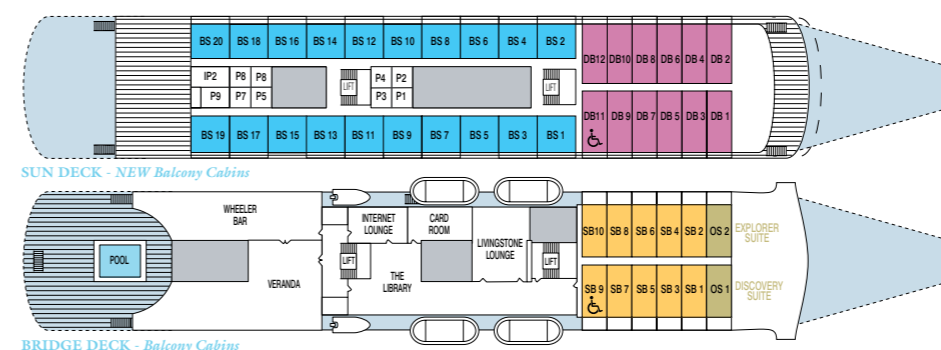 BS 20 BS 18 BS 16 BS 14 BS 12 BS 10 BS 8 BS 6 BS 4 BS 2
DB12 DB10 DB 8 DB 6 DB 4 DB 2
IP2 P8 P8 P4 P2
LIFT LIFT
P9 P7 P5 P3 P1
DB11 DB 9 DB 7 DB 5 DB 3 DB 1
BS 19 BS 17 BS 15 BS 13 BS 11 BS 9 BS 7 BS 5 BS 3 BS 1
SUN DECK - NEW Balcony Cabins
WHEELER
BAR
INTERNET
LOUNGE
CARD
ROOM
LIVINGSTONE
LOUNGE
SB10 SB 8 SB 6 SB 4 SB 2 OS 2
EXPLORER
SUITE
POOL
LIFT
LIFT
VERANDA
THE
LIBRARY
SB 9 SB 7 SB 5 SB 3 SB 1 OS 1
DISCOVERY
SUITE
BRIDGE DECK - Balcony Cabins